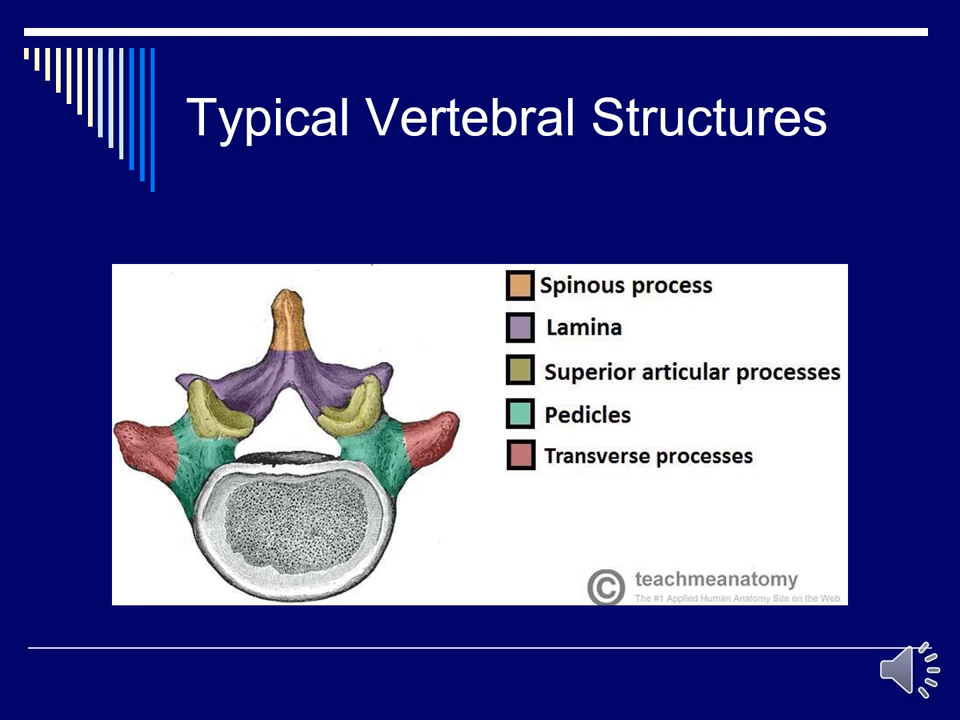 Typical Vertebral Structures
Spinous process
Lamina
Superior articular processes
Pedicles
Transverse processes
© teachmeanatomy
The #1 Applied Human Anatomy Site on the Web.